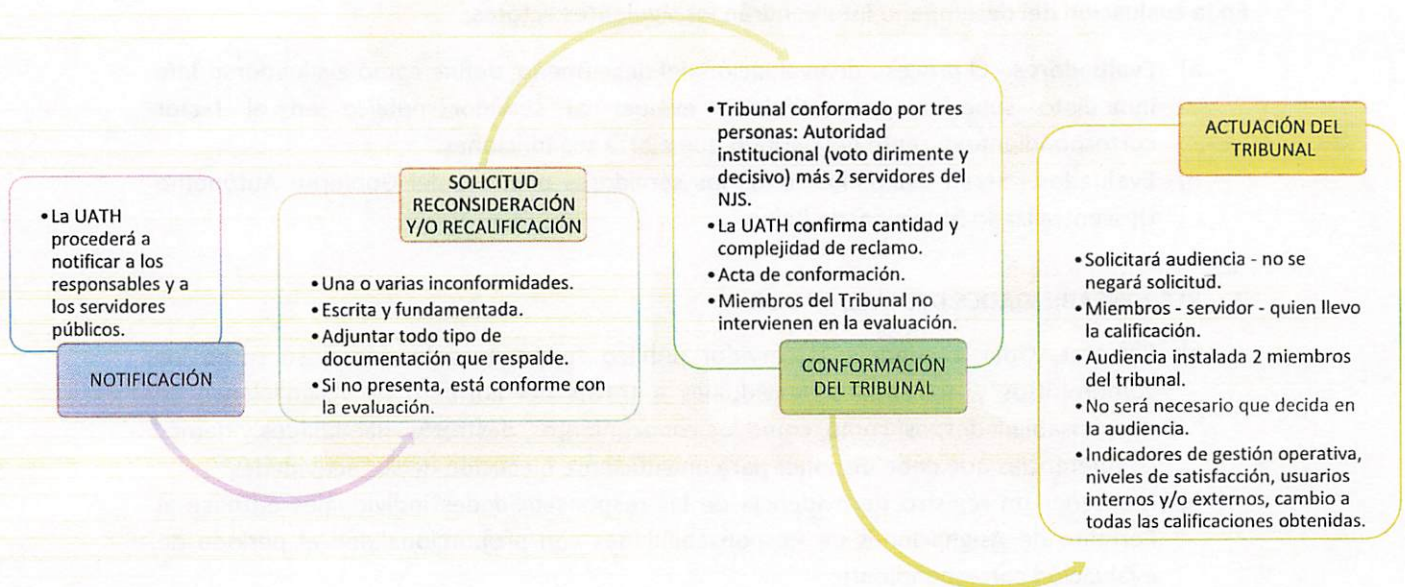 • La UATH
procederá a
notificar a los
responsables y a
los servidores
públicos.
NOTIFICACIÓN
SOLICITUD
RECONSIDERACIÓN
Y/O RECALIFICACIÓN
• Una o varias inconformidades.
• Escrita y fundamentada.
• Adjuntar todo tipo de
documentación que respalde.
• Si no presenta, está conforme con
la evaluación.
• Tribunal conformado por tres
personas: Autoridad
institucional (voto dirimente y
decisivo) más 2 servidores del
NJS.
• La UATH confirma cantidad y
complejidad de reclamo.
• Acta de conformación.
• Miembros del Tribunal no
intervienen en la evaluación.
CONFORMACIÓN
DEL TRIBUNAL
ACTUACIÓN DEL
TRIBUNAL
• Solicitará audiencia - no se
negará solicitud.
• Miembros - servidor - quien llevo
la calificación.
• Audiencia instalada 2 miembros
del tribunal.
• No será necesario que decida en
la audiencia.
• Indicadores de gestión operativa,
niveles de satisfacción, usuarios
internos y/o externos, cambio a
todas las calificaciones obtenidas.